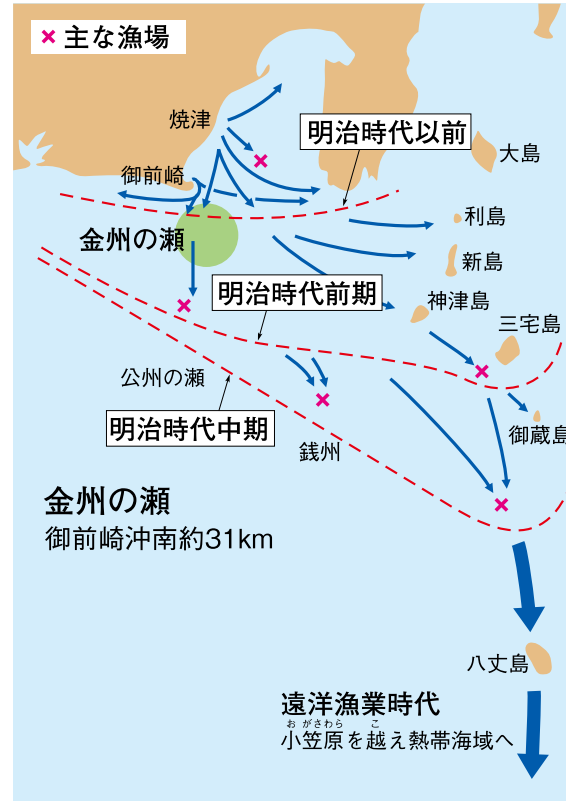 × 主な漁場
焼津
明治時代以前
大島
御前崎
利島
金州の瀬
新島
明治時代前期
神津島
三宅島
公州の瀬
明治時代中期
御蔵島
銭州
金州の瀬
御前崎沖南約31km
八丈島
遠洋漁業時代
おがさわら こ
小笠原を越え熱帯海域へ